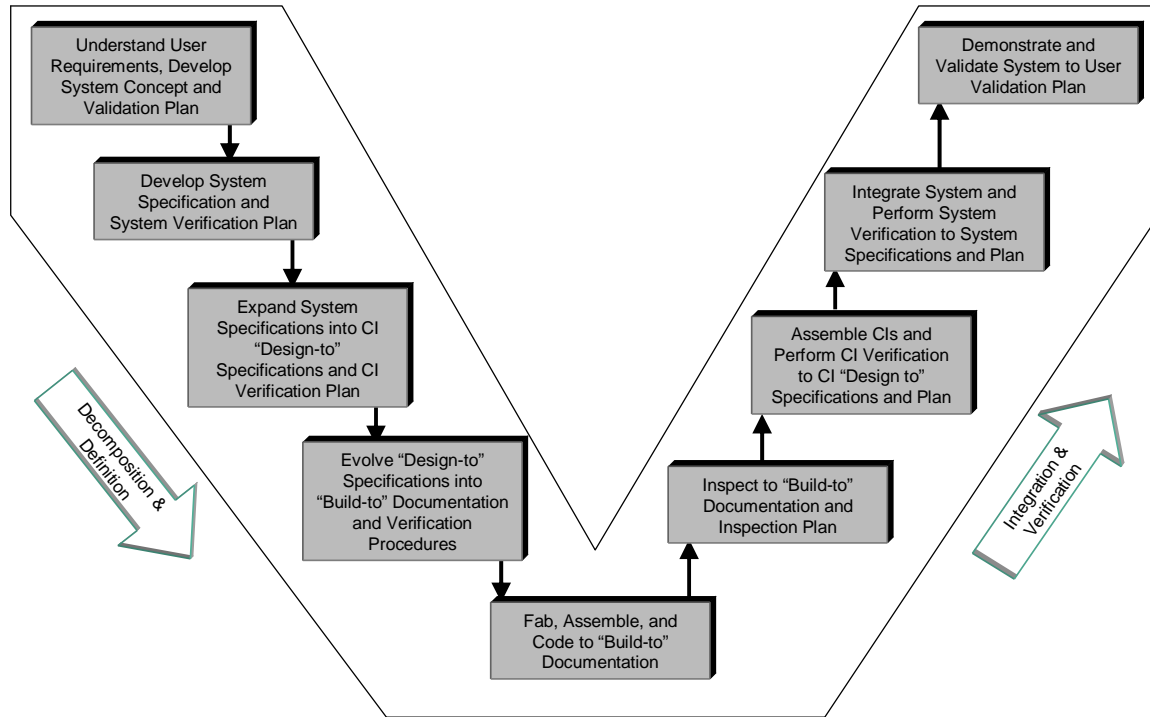 Understand User
Requirements, Develop
System Concept and
Validation Plan
Develop System
Specification and
System Verification Plan
Expand System
Specifications into CI
“Design-to”
Specifications and CI
Verification Plan
Evolve “Design-to”
Specifications into
“Build-to” Documentation
and Verification
Procedures
Fab, Assemble, and
Code to “Build-to”
Documentation
Inspect to “Build-to”
Documentation and
Inspection Plan
Assemble CIs and
Perform CI Verification
to CI “Design to”
Specifications and Plan
Integrate System and
Perform System
Verification to System
Specifications and Plan
Demonstrate and
Validate System to User
Validation Plan
Decomposition &
Definition
Integration &
Verification